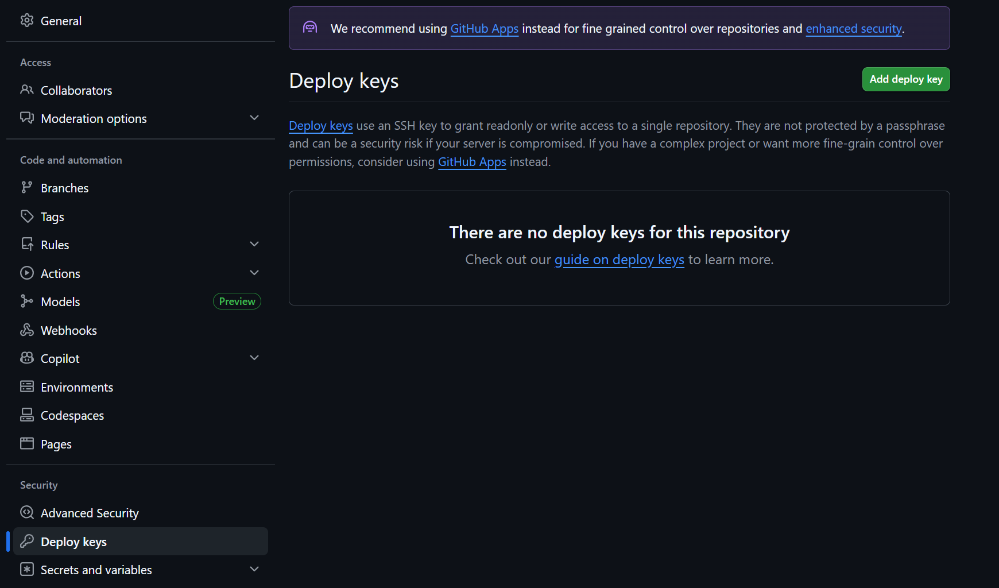 General
Access
Collaborators
Moderation options
Code and automation
Branches
Tags
Rules
Actions
Models Preview
Webhooks
Copilot
Environments
Codespaces
Pages
Security
Advanced Security
Deploy keys
Secrets and variables
We recommend using GitHub Apps instead for fine grained control over repositories and enhanced security.
Deploy keys
Add deploy key
Deploy keys use an SSH key to grant readonly or write access to a single repository. They are not protected by a passphrase
and can be a security risk if your server is compromised. If you have a complex project or want more fine-grain control over
permissions, consider using GitHub Apps instead.
There are no deploy keys for this repository
Check out our guide on deploy keys to learn more.